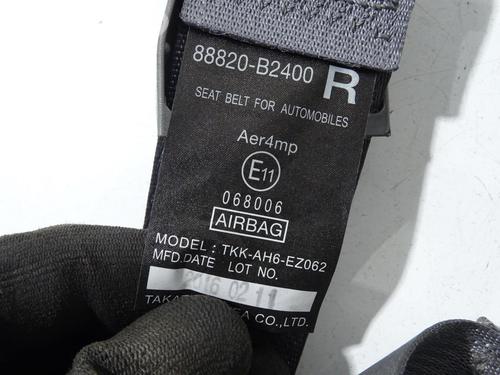 88820-B2400 R
SEAT BELT FOR AUTOMOBILES
Aer4mp
E11
068006
AIRBAG
MODEL : TKK-AH6-EZ062
MFD.DATE LOT NO.
2016 02 11
CO.,LTD.